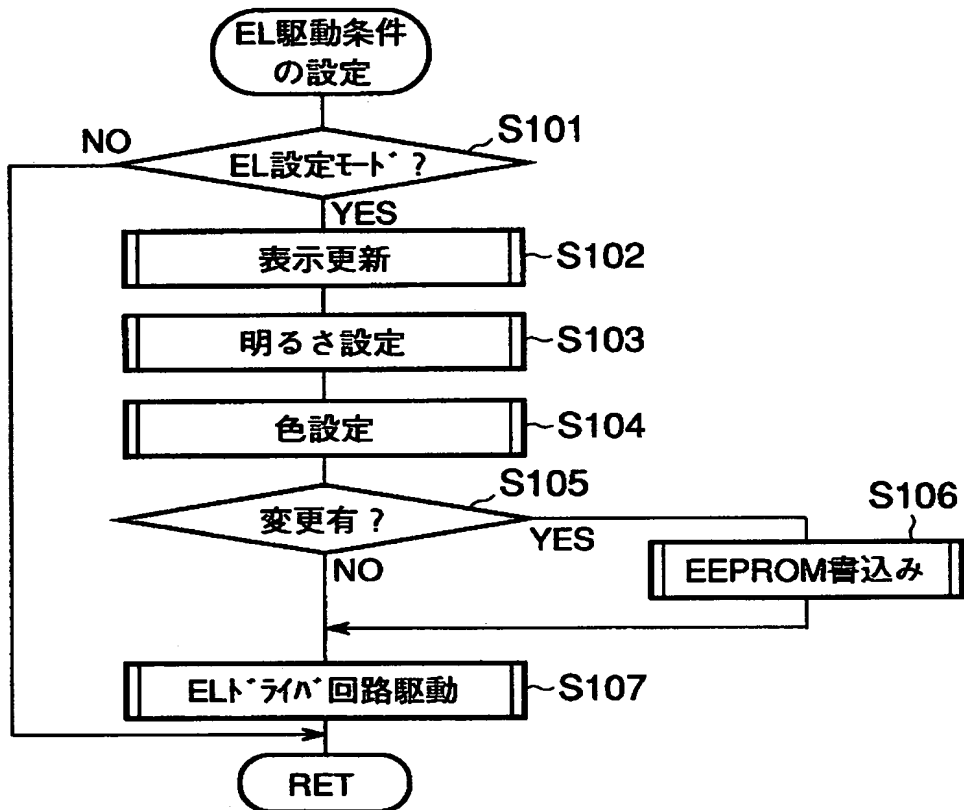 EL駆動条件
の設定
S101
NO
EL設定ﾓｰﾄﾞ?
YES
表示更新
S102
明るさ設定
S103
色設定
S104
S105
変更有?
YES
S106
NO
EEPROM書込み
ELﾄﾞﾗｲﾊﾞ回路駆動
S107
RET